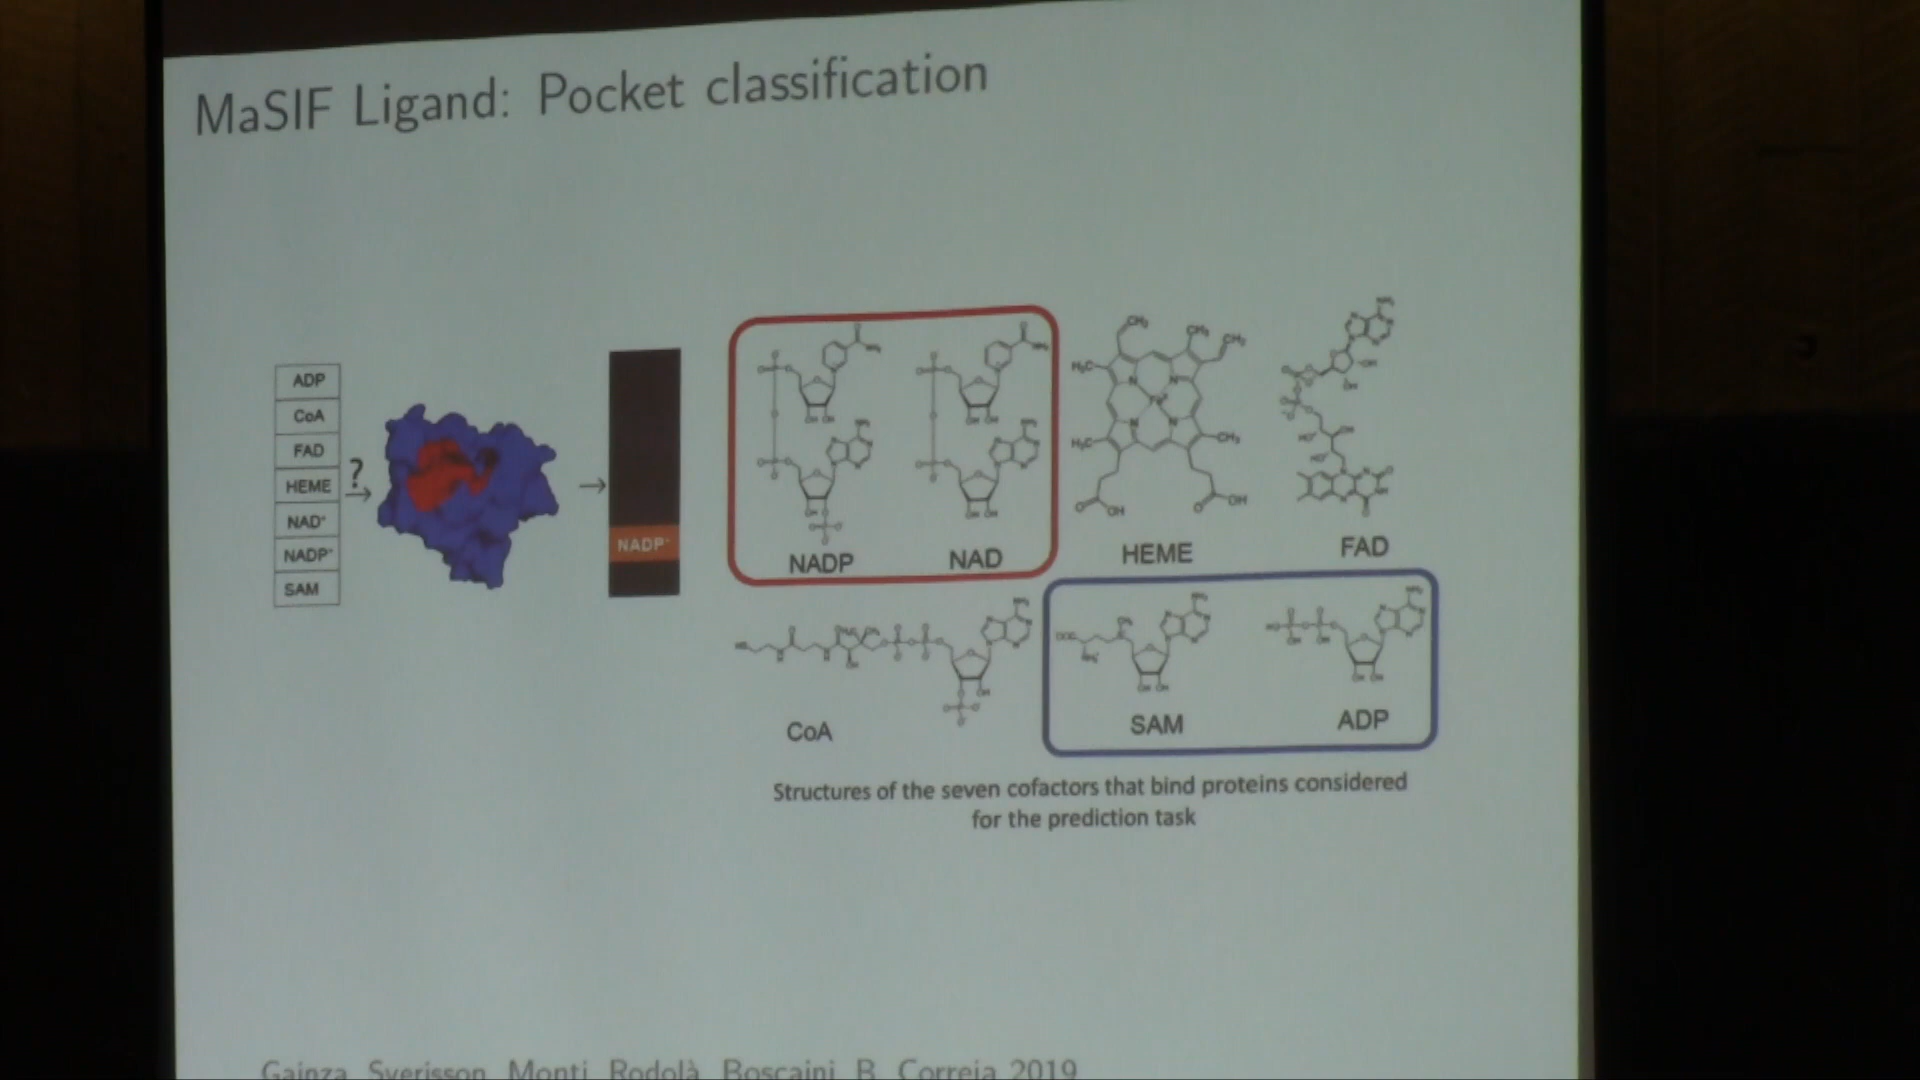 MaSIF Ligand: Pocket classification
ADP
CoA
FAD
HEME
NAD⁺
NADP⁺
SAM
?
NADP⁺
NADP
NAD
HEME
FAD
CoA
SAM
ADP
Structures of the seven cofactors that bind proteins considered
for the prediction task
Gainza, Sverisson, Monti, Rodolà, Boscaini, B, Correia 2019